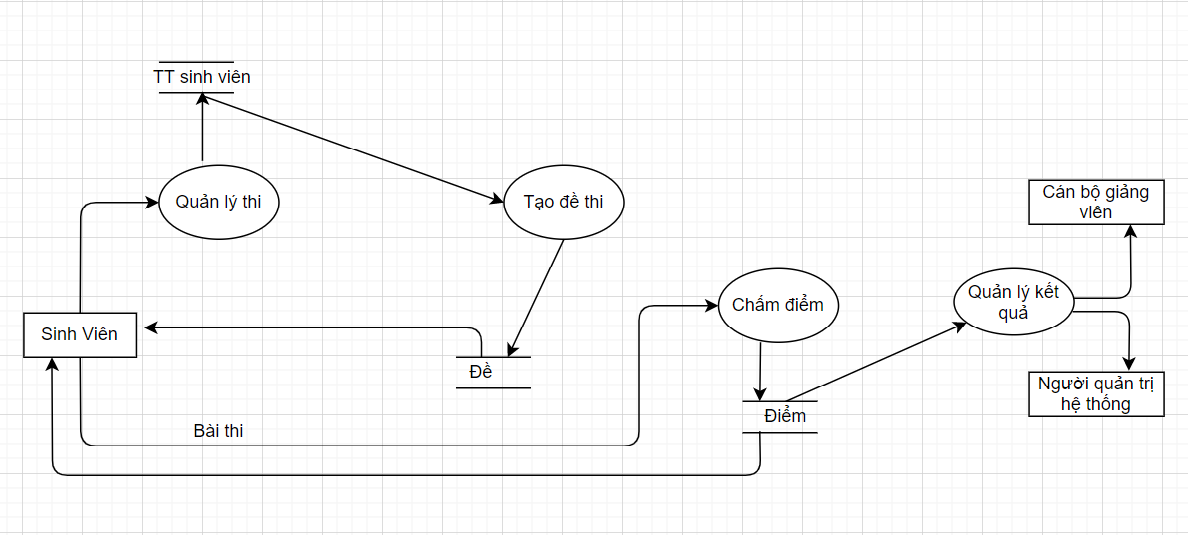 TT sinh viên
Quản lý thi
Tạo đề thi
Cán bộ giảng
vlên
Quản lý kết
quả
Chấm điểm
Sinh Viên
Đề
Người quản trị
hệ thống
Điểm
Bài thi